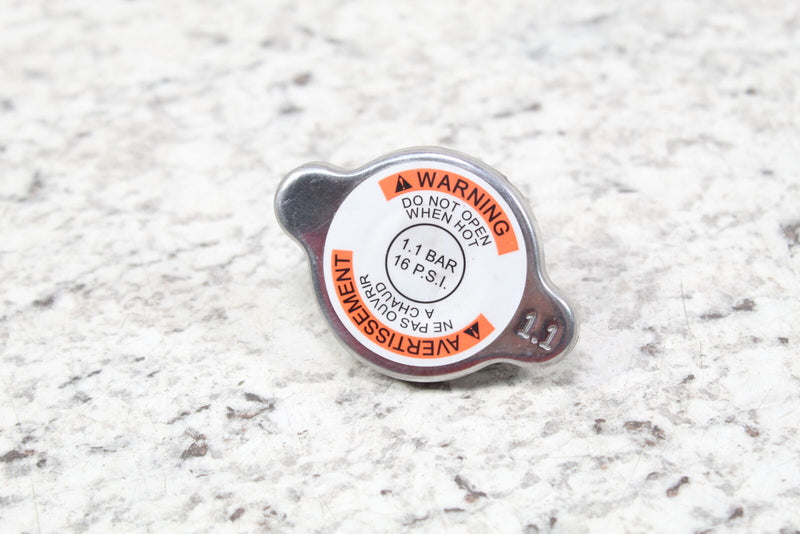 ⚠ WARNING
DO NOT OPEN
WHEN HOT
1.1 BAR
16 P.S.I.
⚠ AVERTISSEMENT
NE PAS OUVRIR
A CHAUD
1.1